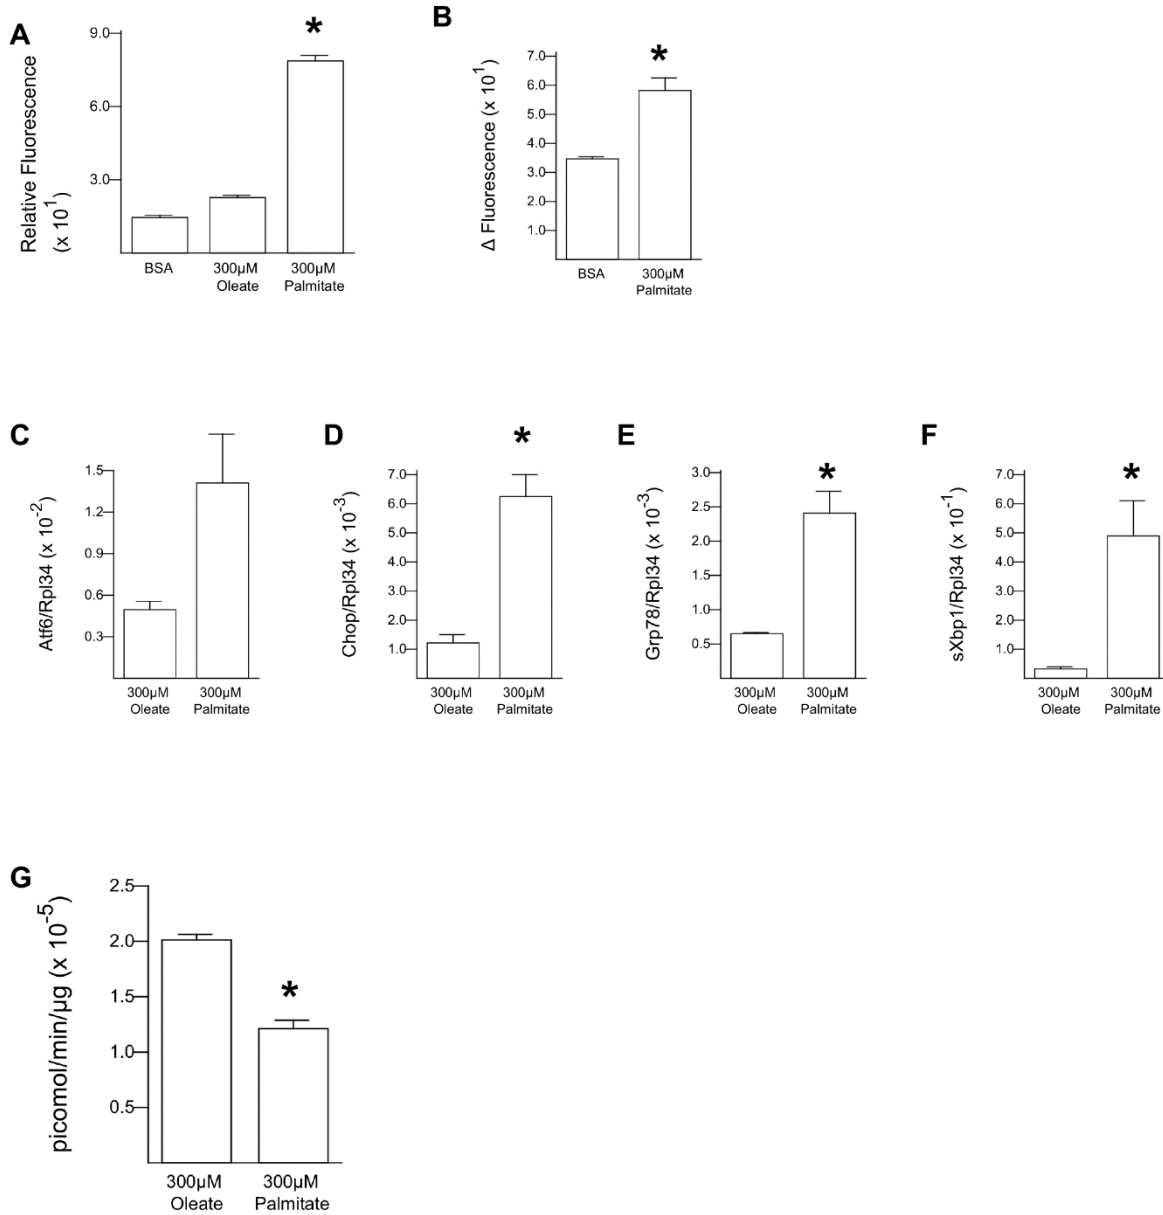 A
Relative Fluorescence
(x 10¹)
9.0
6.0
3.0
*
BSA
300µM
Oleate
300µM
Palmitate
B
Δ Fluorescence (x 10¹)
7.0
6.0
5.0
4.0
3.0
2.0
1.0
*
BSA
300µM
Palmitate
C
Atf6/Rpl34 (x 10⁻²)
1.5
1.2
0.9
0.6
0.3
300µM
Oleate
300µM
Palmitate
D
Chop/Rpl34 (x 10⁻³)
7.0
6.0
5.0
4.0
3.0
2.0
1.0
*
300µM
Oleate
300µM
Palmitate
E
Grp78/Rpl34 (x 10⁻³)
3.0
2.5
2.0
1.5
1.0
0.5
*
300µM
Oleate
300µM
Palmitate
F
sXbp1/Rpl34 (x 10⁻¹)
7.0
6.0
5.0
4.0
3.0
2.0
1.0
*
300µM
Oleate
300µM
Palmitate
G
picomol/min/µg (x 10⁻⁵)
2.5
2.0
1.5
1.0
0.5
*
300µM
Oleate
300µM
Palmitate